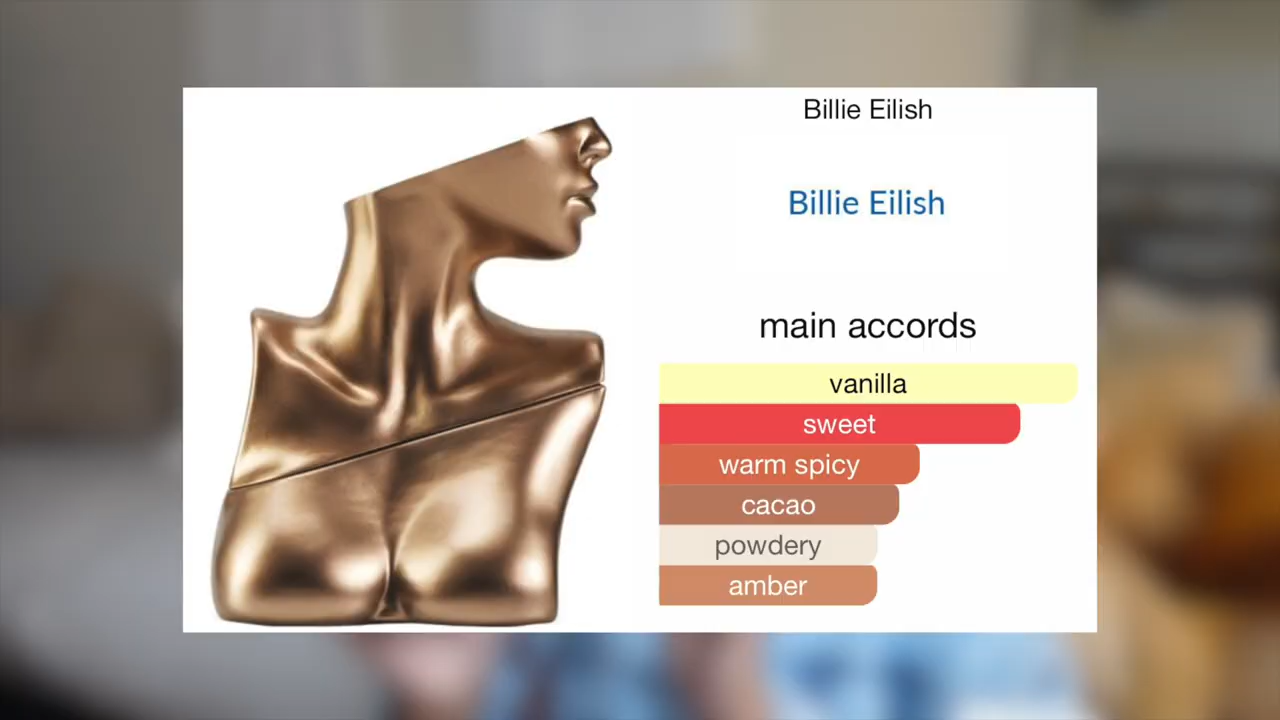 Billie Eilish
Billie Eilish
main accords
vanilla
sweet
warm spicy
cacao
powdery
amber